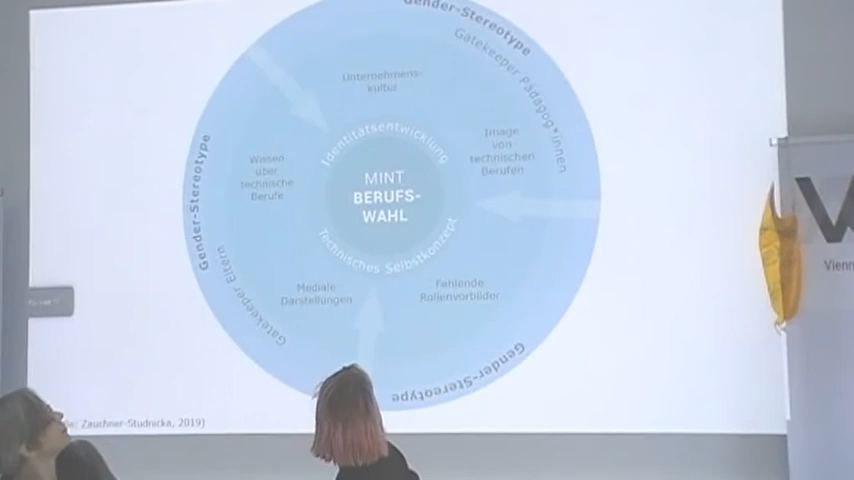 Gender-Stereotype
Gatekeeper Pädagog*innen
Unternehmens-
kultur
Identitätsentwicklung
Image
von
technischen
Berufen
Gender-Stereotype
Wissen
über
technische
Berufe
MINT
BERUFS-
WAHL
Technisches Selbstkonzept
Gatekeeper Eltern
Mediale
Darstellungen
Fehlende
Rollenvorbilder
Gender-Stereotype
Zauchner-Studnicka, 2019)
W
Vienn